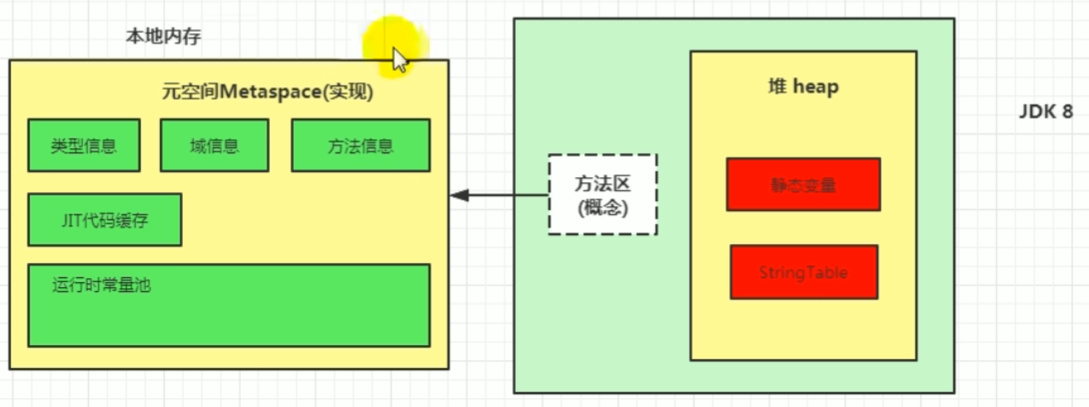 本地内存
元空间Metaspace(实现)
类型信息
域信息
方法信息
JIT代码缓存
运行时常量池
方法区
(概念)
堆 heap
静态变量
StringTable
JDK 8